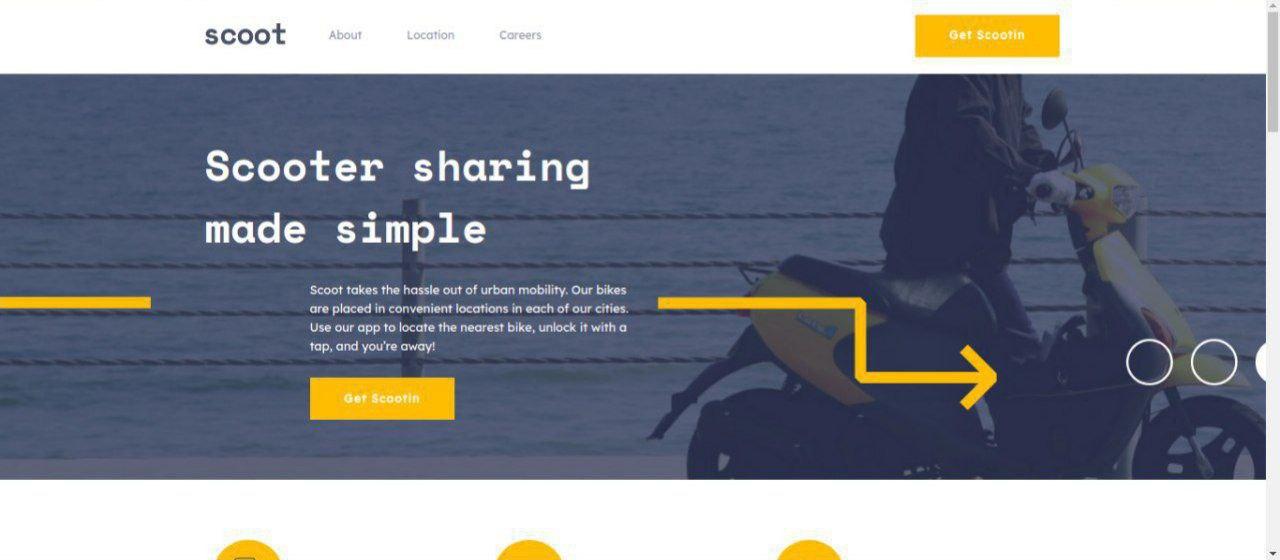 scoot
About
Location
Careers
Get Scootin
Scooter sharing
made simple
Scoot takes the hassle out of urban mobility. Our bikes
are placed in convenient locations in each of our cities.
Use our app to locate the nearest bike, unlock it with a
tap, and you're away!
Get Scootin